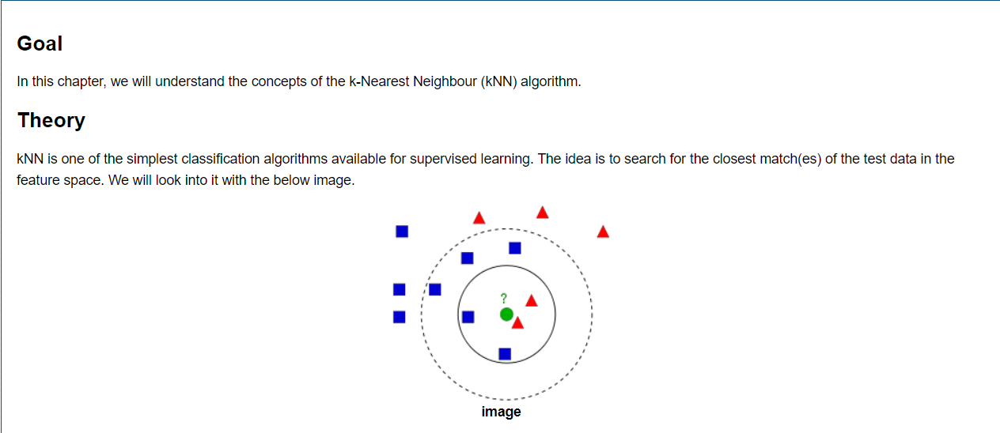 Goal
In this chapter, we will understand the concepts of the k-Nearest Neighbour (kNN) algorithm.
Theory
kNN is one of the simplest classification algorithms available for supervised learning. The idea is to search for the closest match(es) of the test data in the
feature space. We will look into it with the below image.
?
image